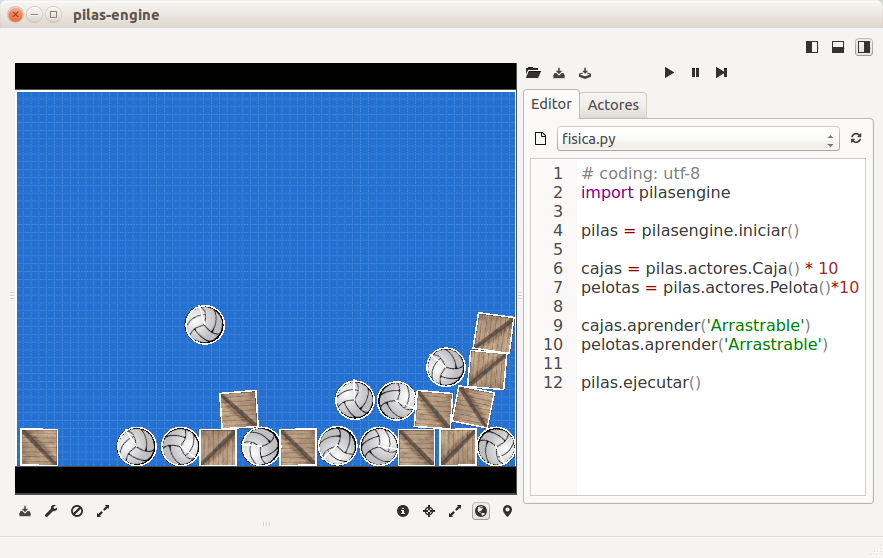 pilas-engine
Editor
Actores
fisica.py
1 # coding: utf-8
2 import pilasengine
3
4 pilas = pilasengine.iniciar()
5
6 cajas = pilas.actores.Caja() * 10
7 pelotas = pilas.actores.Pelota()*10
8
9 cajas.aprender('Arrastrable')
10 pelotas.aprender('Arrastrable')
11
12 pilas.ejecutar()